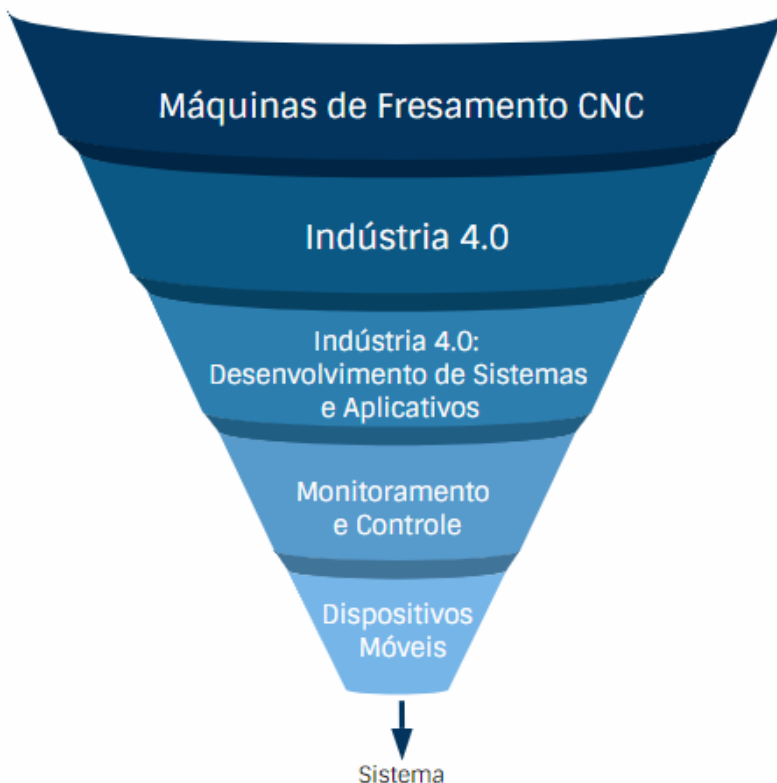 Máquinas de Fresamento CNC
Indústria 4.0
Indústria 4.0:
Desenvolvimento de Sistemas
e Aplicativos
Monitoramento
e Controle
Dispositivos
Móveis
Sistema